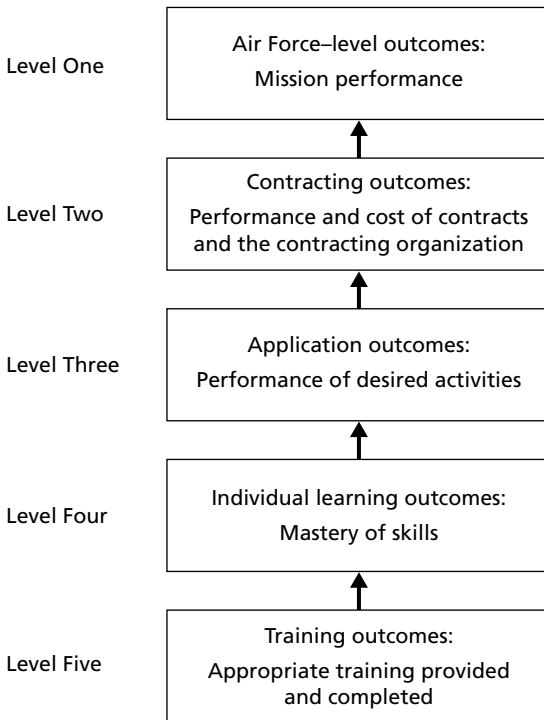 Level One
Air Force–level outcomes:
Mission performance
Level Two
Contracting outcomes:
Performance and cost of contracts
and the contracting organization
Level Three
Application outcomes:
Performance of desired activities
Level Four
Individual learning outcomes:
Mastery of skills
Level Five
Training outcomes:
Appropriate training provided
and completed